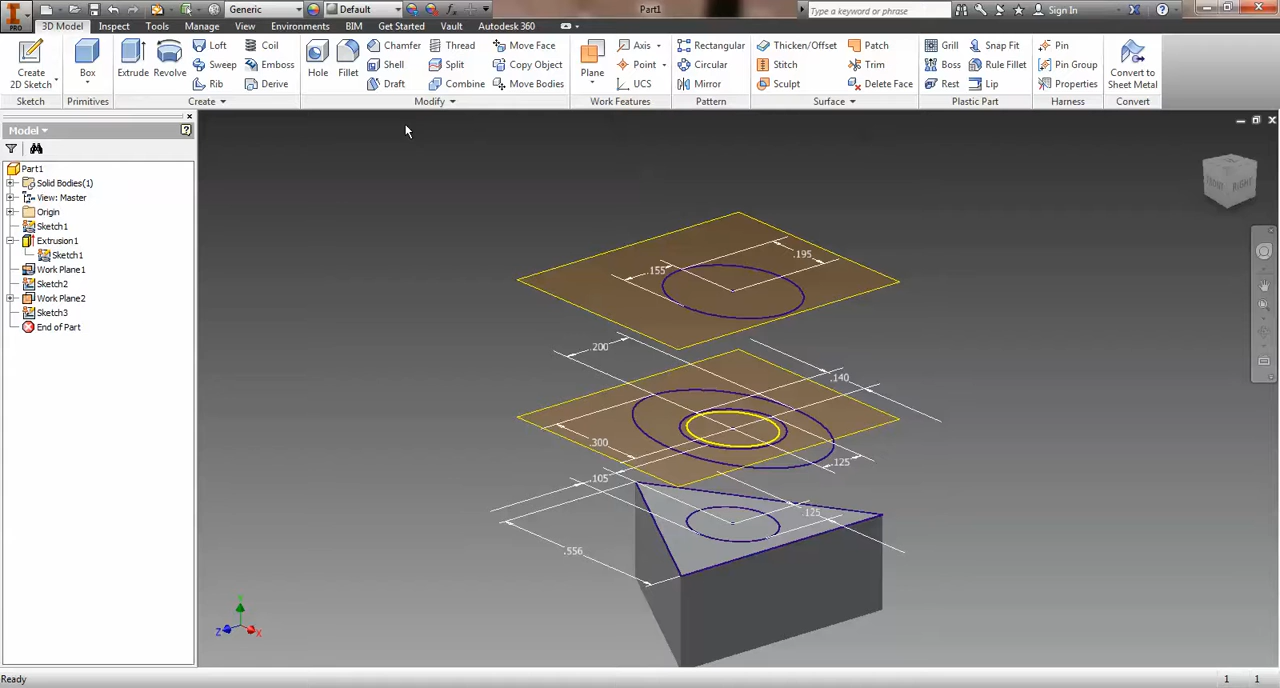 Generic Default Part1 Type a keyword or phrase Sign In
PRO 3D Model Inspect Tools Manage View Environments BIM Get Started Vault Autodesk 360
Create 2D Sketch
Box
Extrude
Revolve
Loft
Coil
Sweep
Emboss
Rib
Derive
Hole
Fillet
Chamfer
Thread
Move Face
Shell
Split
Copy Object
Draft
Combine
Move Bodies
Plane
Axis
Point
UCS
Rectangular
Circular
Mirror
Thicken/Offset
Patch
Stitch
Trim
Sculpt
Delete Face
Grill
Snap Fit
Boss
Rule Fillet
Rest
Lip
Pin
Pin Group
Properties
Convert to Sheet Metal
Sketch
Primitives
Create
Modify
Work Features
Pattern
Surface
Plastic Part
Harness
Convert
Model
Part1
Solid Bodies(1)
View: Master
Origin
Sketch1
Extrusion1
Sketch1
Work Plane1
Sketch2
Work Plane2
Sketch3
End of Part
RIGHT
.195
.155
.200
.140
.300
.125
.105
.125
.556
Z
X
Ready
1 1